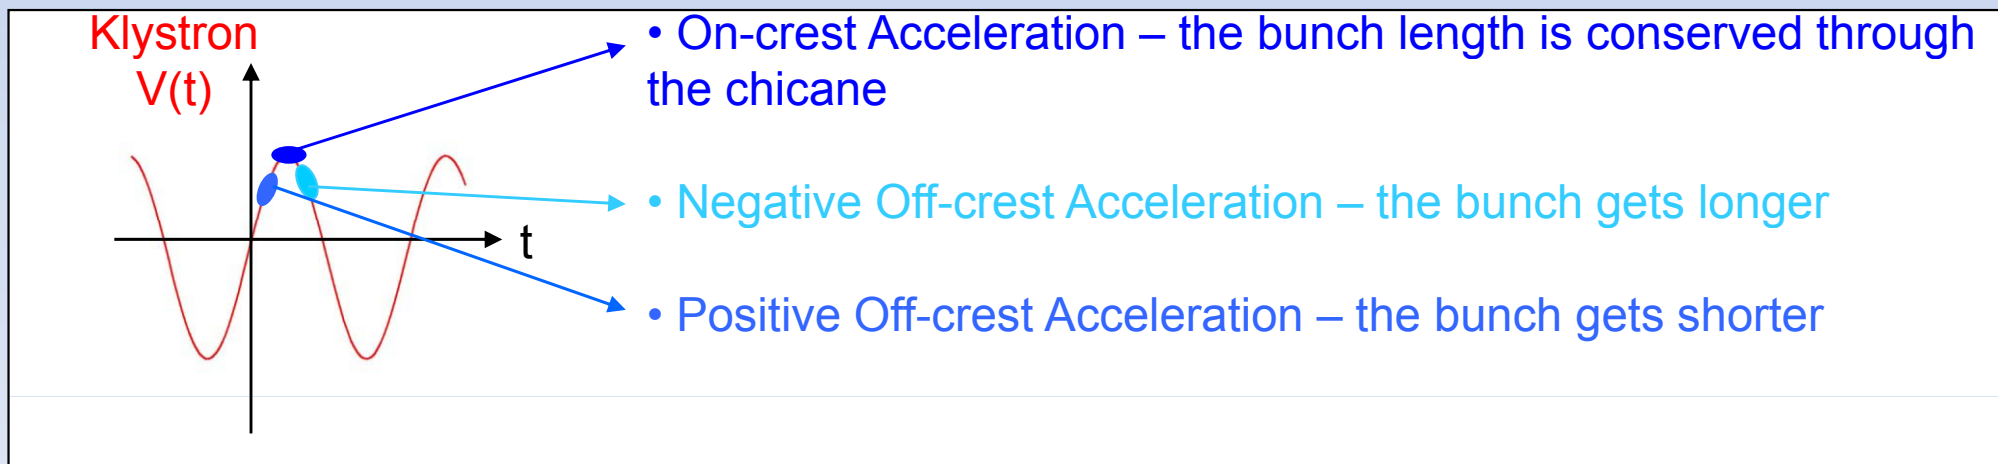 Klystron
V(t)
t
• On-crest Acceleration – the bunch length is conserved through
the chicane
• Negative Off-crest Acceleration – the bunch gets longer
• Positive Off-crest Acceleration – the bunch gets shorter